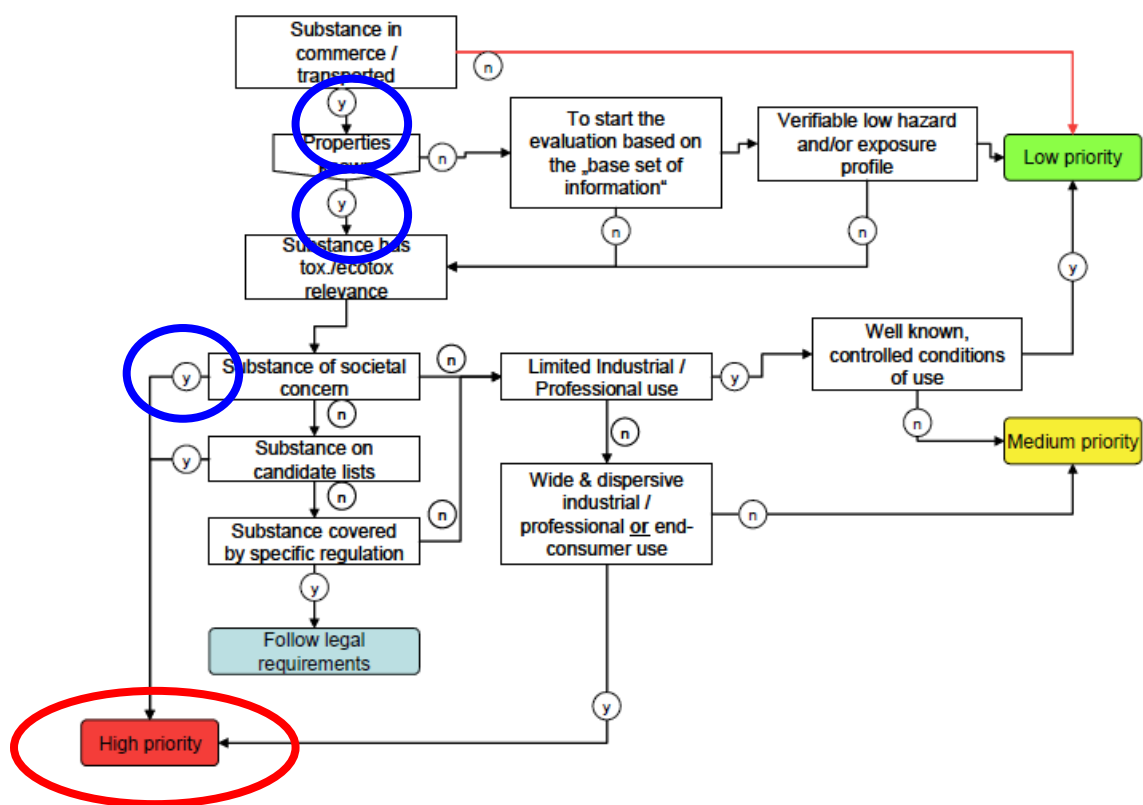 Substance in
commerce /
transported
n
y
Properties
n
To start the
evaluation based on
the „base set of
information“
Verifiable low hazard
and/or exposure
profile
Low priority
y
n
n
Substance has
tox./ecotox
relevance
y
y
Substance of societal
concern
n
Limited Industrial /
Professional use
y
Well known,
controlled conditions
of use
n
n
n
Medium priority
y
Substance on
candidate lists
n
n
Wide & dispersive
industrial /
professional or end-
consumer use
n
Substance covered
by specific regulation
y
Follow legal
requirements
y
High priority